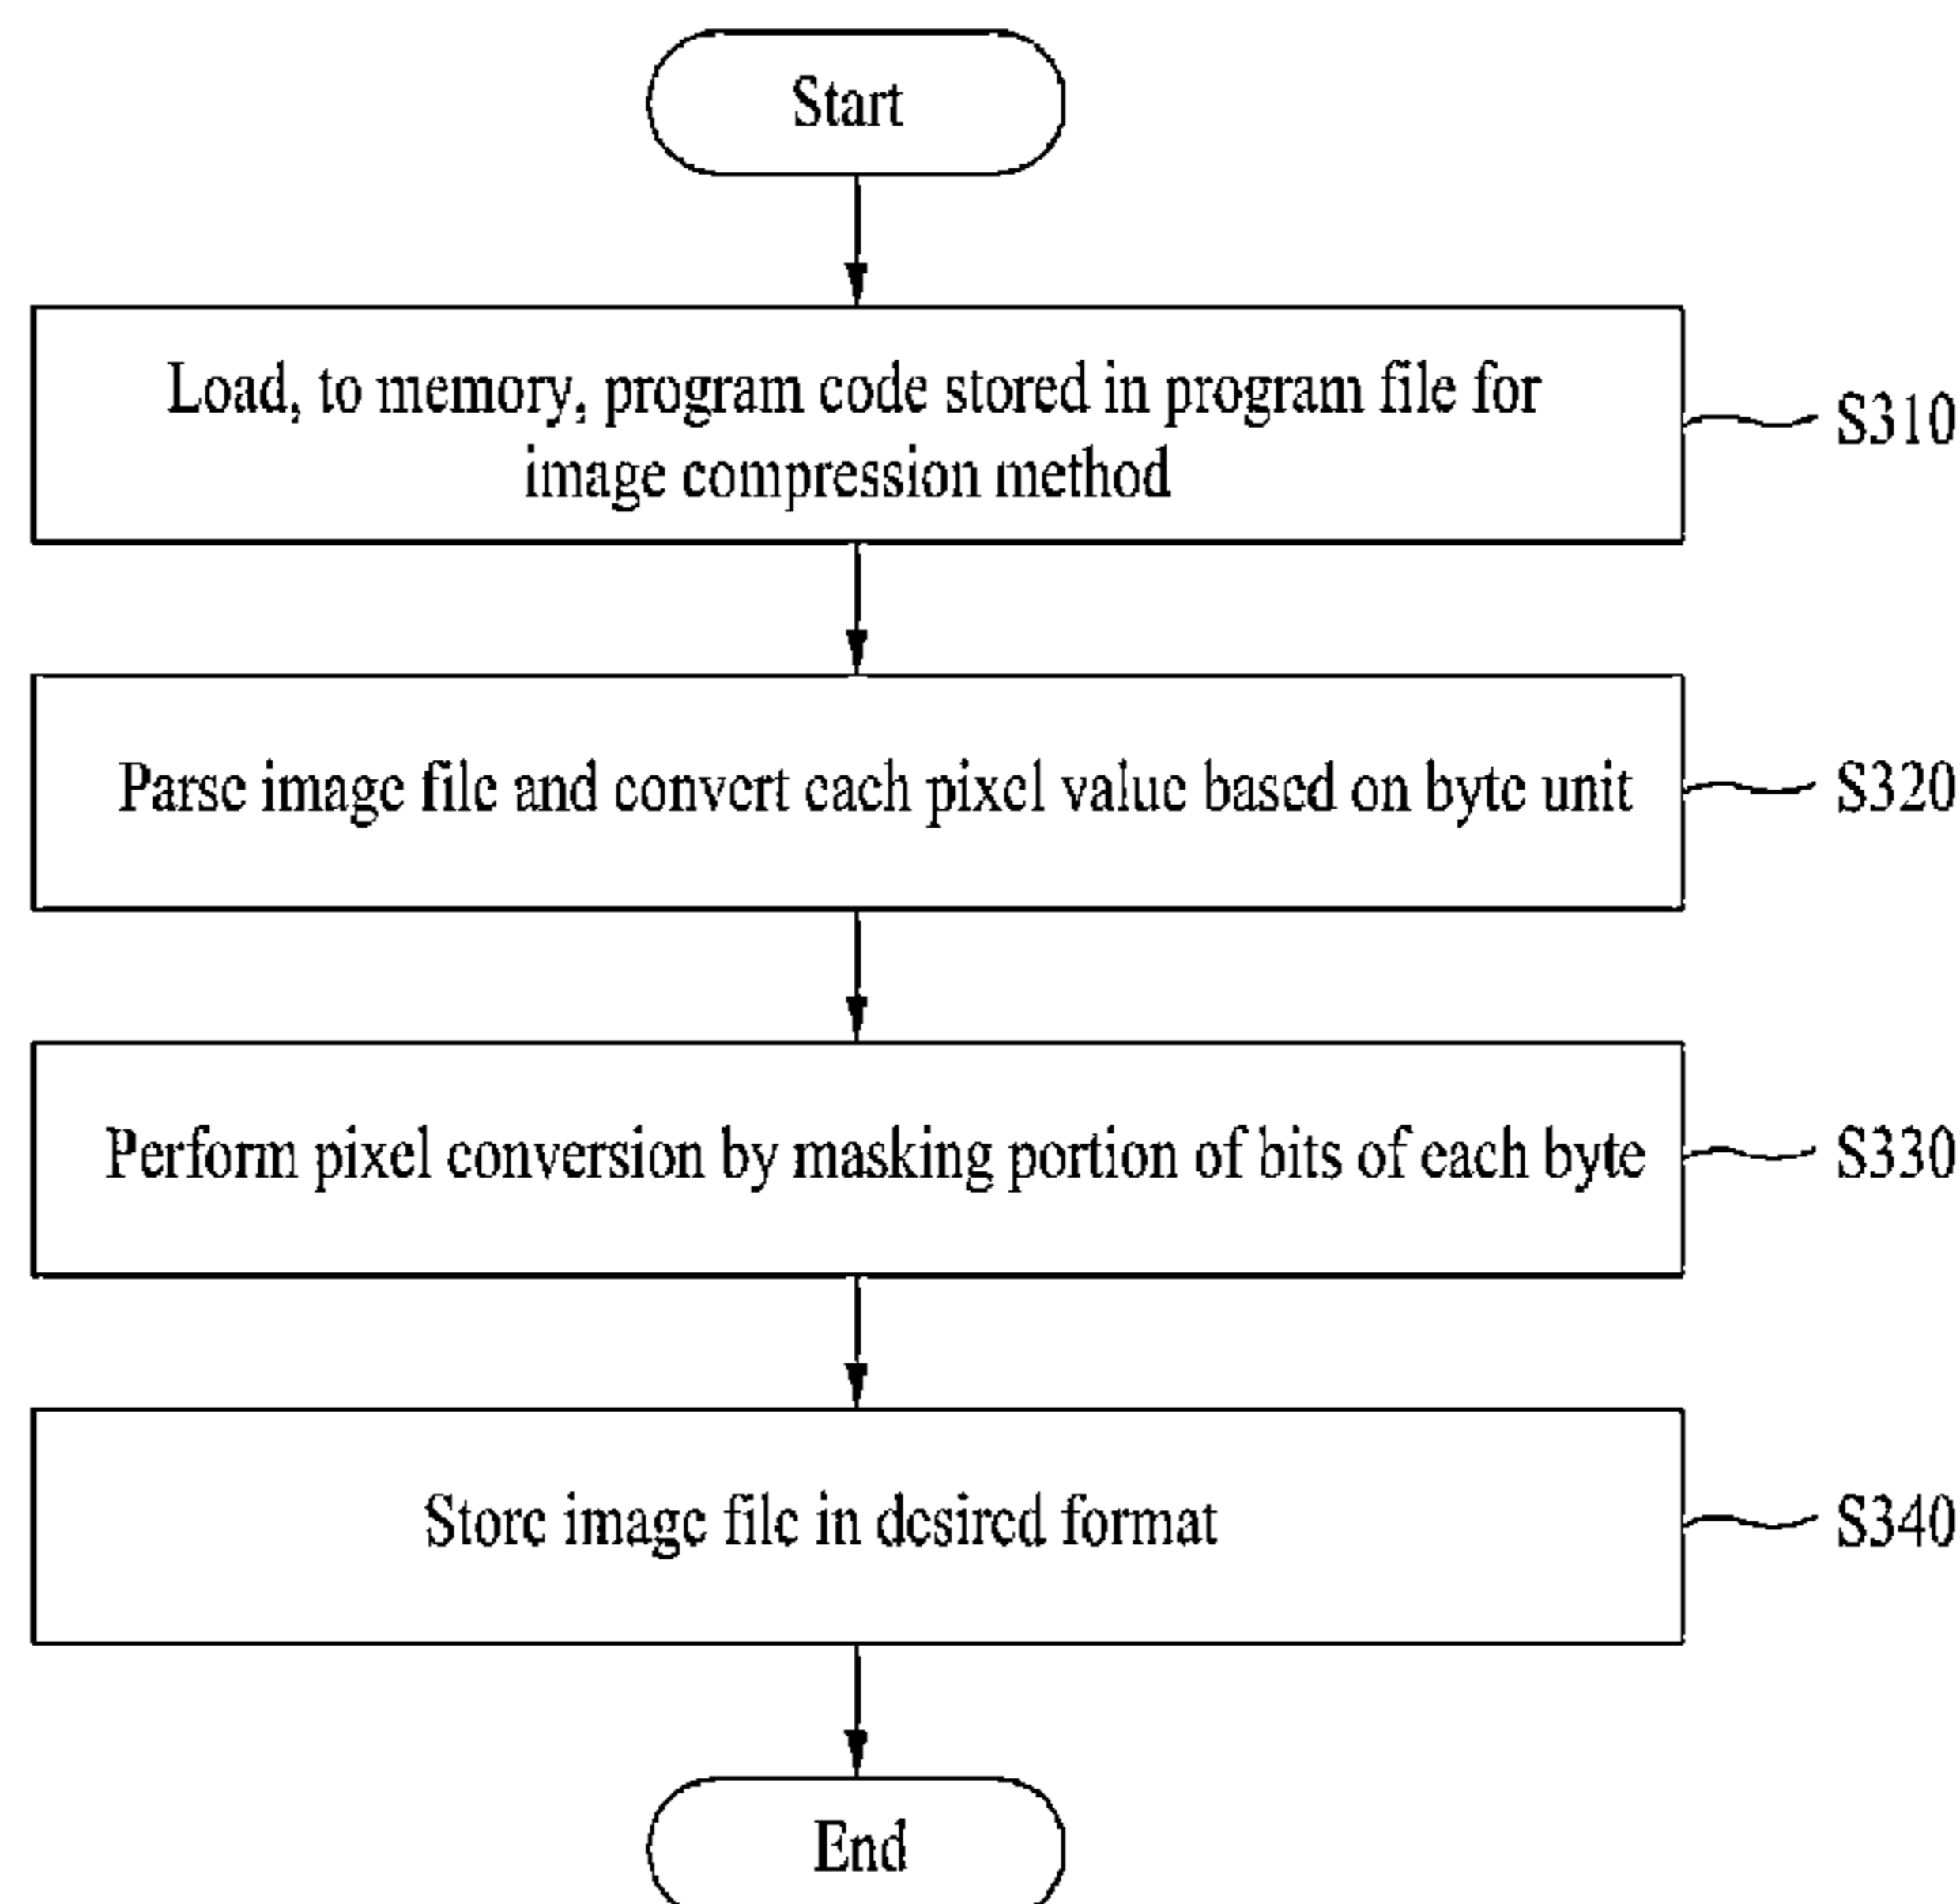 Start
Load, to memory, program code stored in program file for
image compression method
S310
Parse image file and convert each pixel value based on byte unit
S320
Perform pixel conversion by masking portion of bits of each byte
S330
Store image file in desired format
S340
End